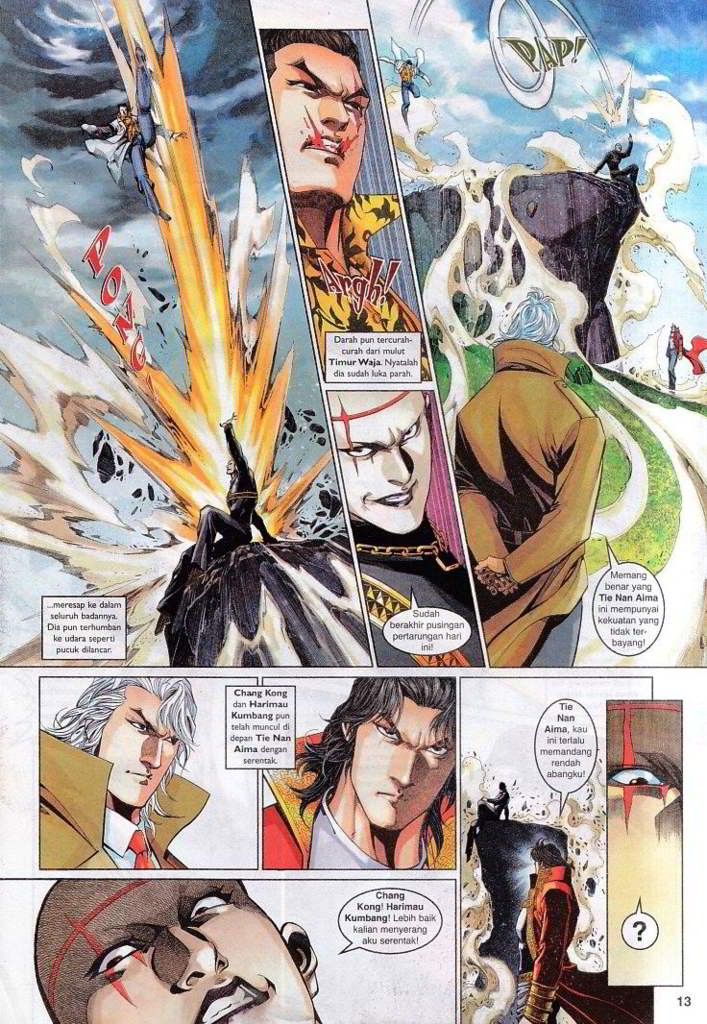 PONG
...meresap ke dalam
seluruh badannya.
Dia pun terhumban
ke udara seperti
pucuk dilancar.
Argh!
Darah pun tercurah-
curah dari mulut
Timur Waja. Nyatalah
dia sudah luka parah.
Sudah
berakhir pusingan
pertarungan hari
ini!
PAP!
Memang
benar yang
Tie Nan Aima
ini mempunyai
kekuatan yang
tidak ter-
bayang!
Chang Kong
dan Harimau
Kumbang pun
telah muncul di
depan Tie Nan
Aima dengan
serentak.
Tie
Nan
Aima, kau
ini terlalu
memandang
rendah
abangku!
?
Chang
Kong! Harimau
Kumbang! Lebih baik
kalian menyerang
aku serentak!
13